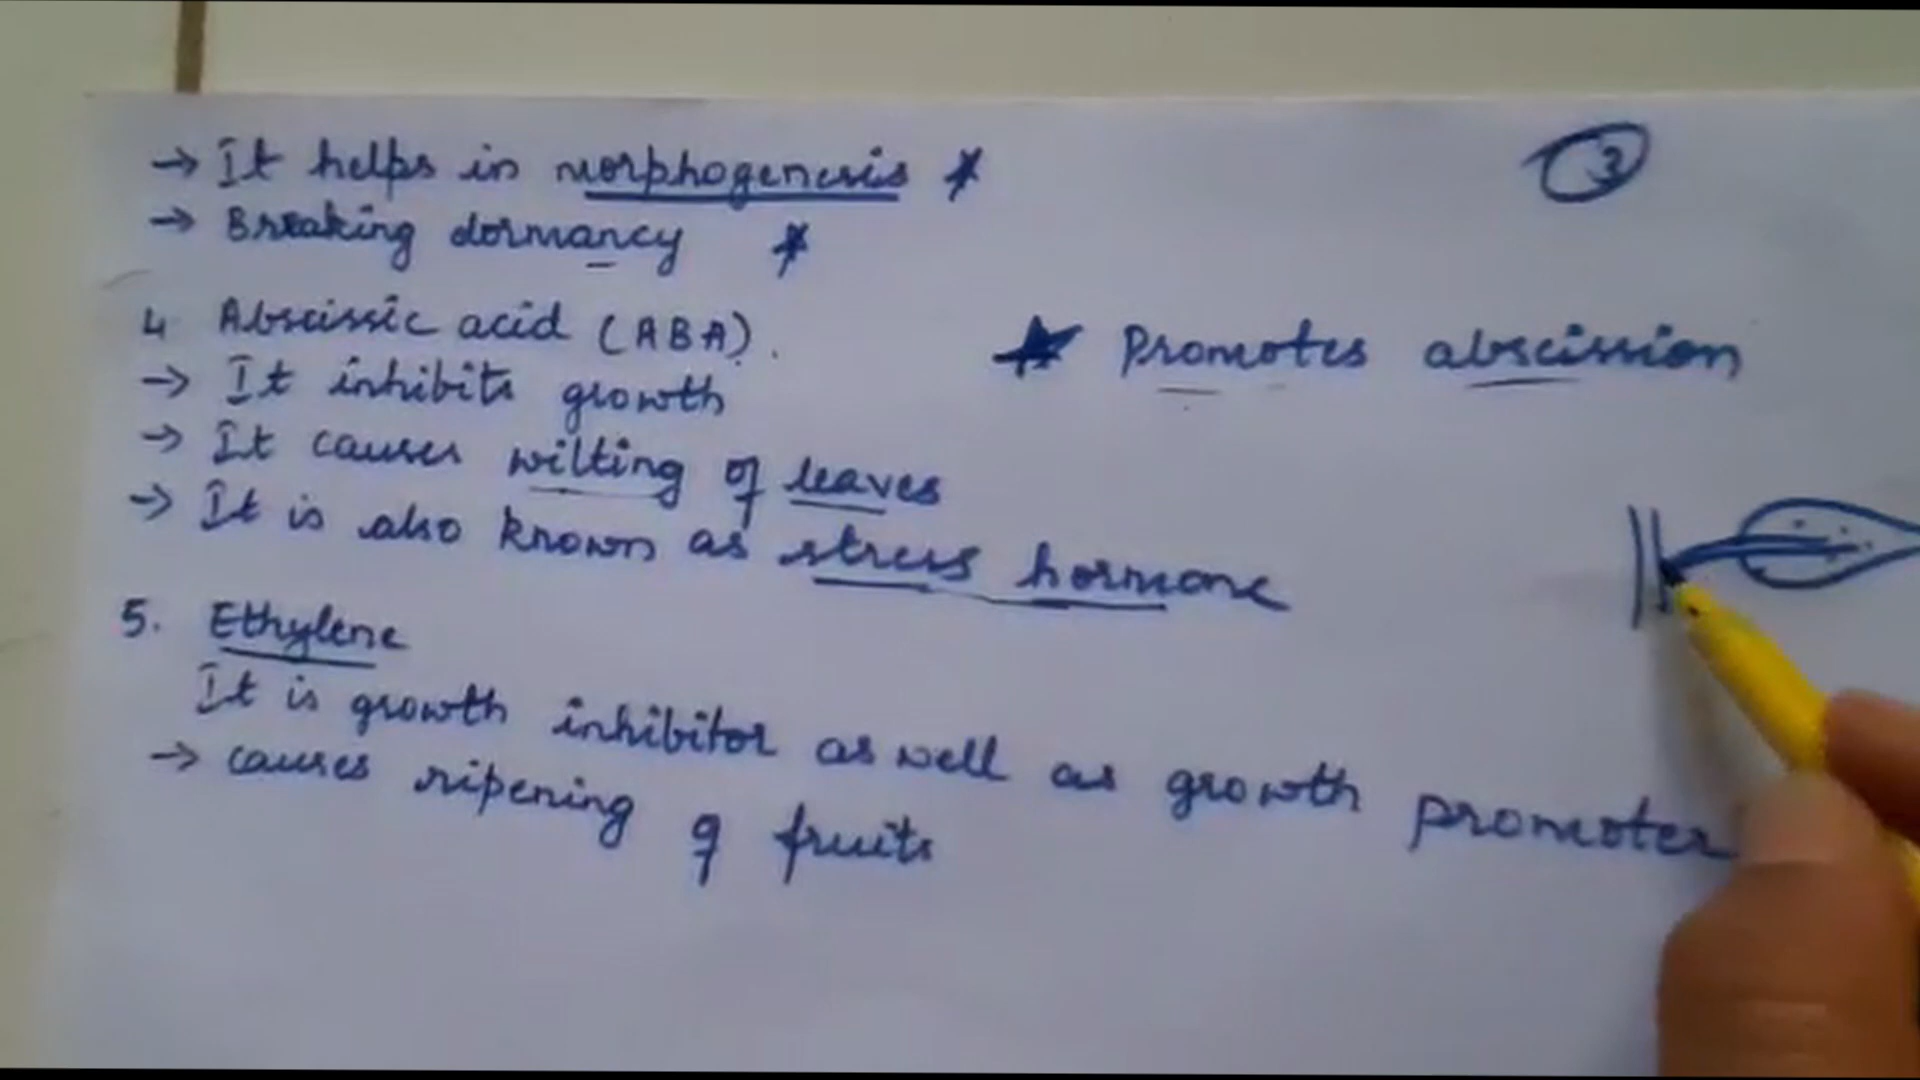 ③
→ It helps in morphogenesis *
→ Breaking dormancy *
4 Abscissic acid (ABA).
★ Promotes abscission
→ It inhibits growth
→ It causes wilting of leaves
→ It is also known as stress hormone
5. Ethylene
It is growth inhibitor as well as growth promoter
→ causes ripening of fruits